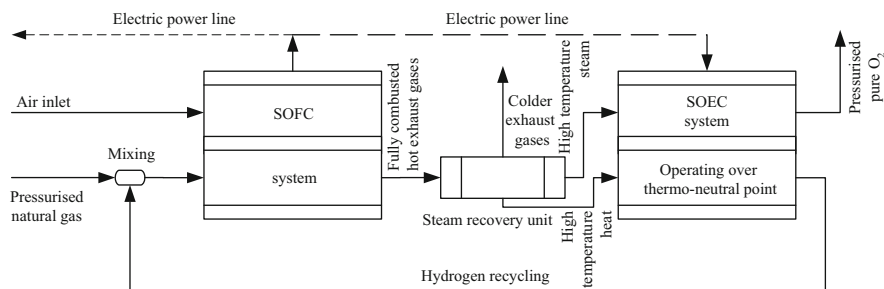 Electric power line
Electric power line
Air inlet
SOFC
system
Mixing
Pressurised
natural gas
Fully combusted
hot exhaust gases
Colder
exhaust
gases
High temperature
steam
Steam recovery unit
High
temperature
heat
SOEC
system
Operating over
thermo-neutral point
Pressurised
pure O₂
Hydrogen recycling